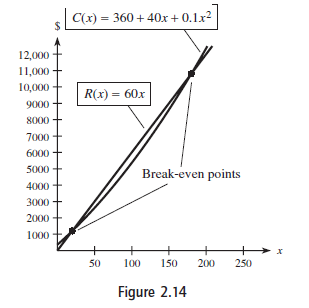 $
C(x) = 360 + 40x + 0.1x²
12,000
11,000
10,000
R(x) = 60x
9000
8000
7000
6000
5000
Break-even points
4000
3000
2000
1000
x
50 100 150 200 250
Figure 2.14